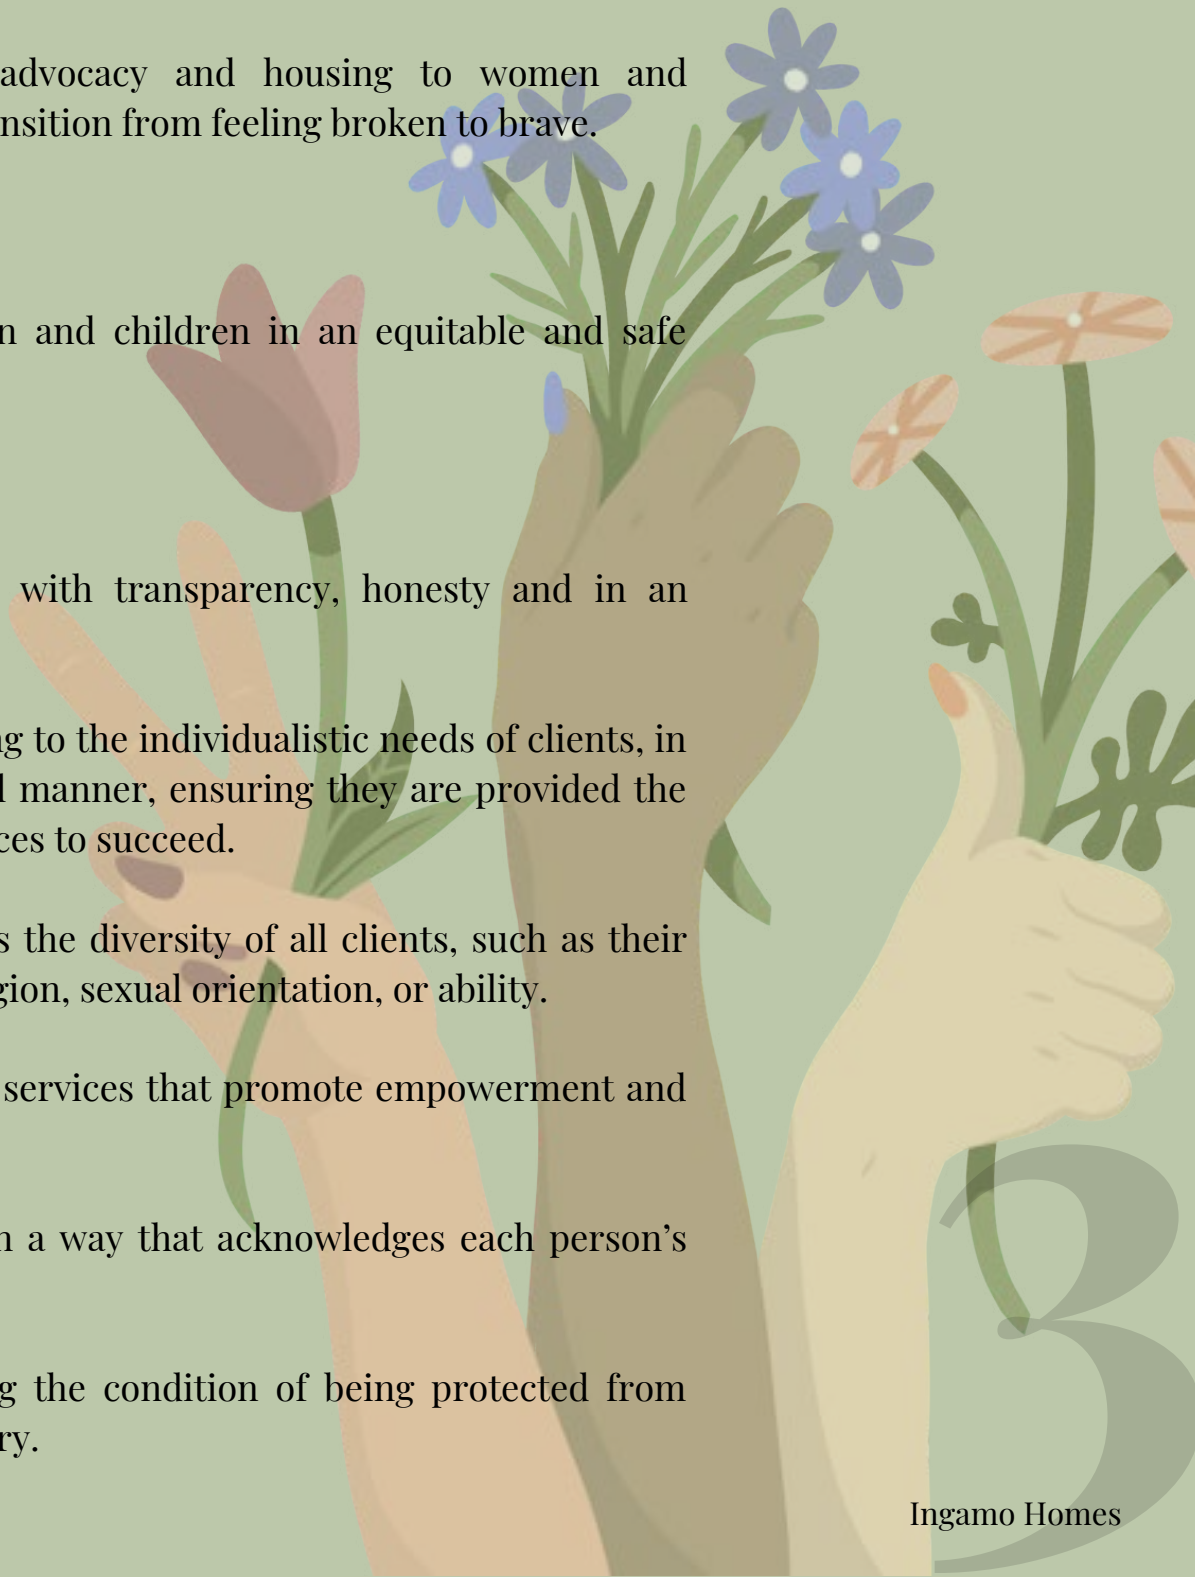 advocacy and housing to women and
nsition from feeling broken to brave.
n and children in an equitable and safe
with transparency, honesty and in an
ng to the individualistic needs of clients, in
l manner, ensuring they are provided the
ces to succeed.
s the diversity of all clients, such as their
gion, sexual orientation, or ability.
services that promote empowerment and
n a way that acknowledges each person’s
g the condition of being protected from
ry.
3
Ingamo Homes